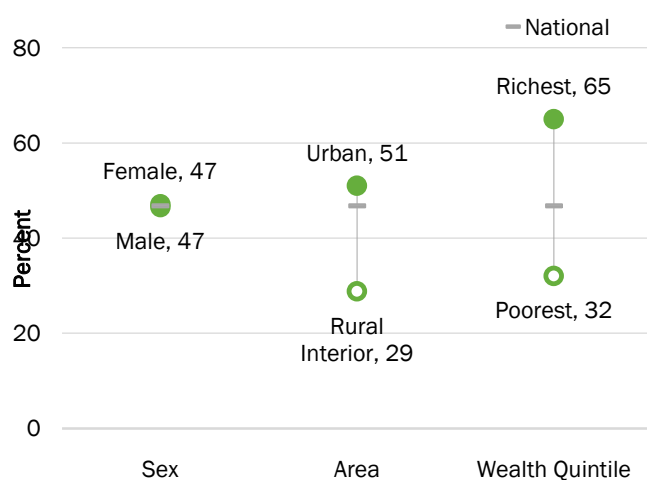 National
80
Richest, 65
60
Urban, 51
Female, 47
Percent
40
Male, 47
Poorest, 32
20
Rural
Interior, 29
0
Sex
Area
Wealth Quintile